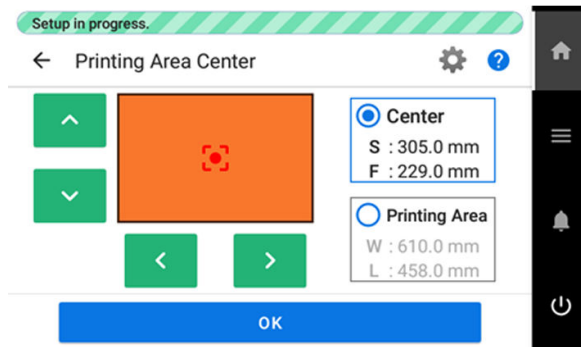 Setup in progress.
Printing Area Center
?
Center
S : 305.0 mm
F : 229.0 mm
Printing Area
W : 610.0 mm
L : 458.0 mm
OK